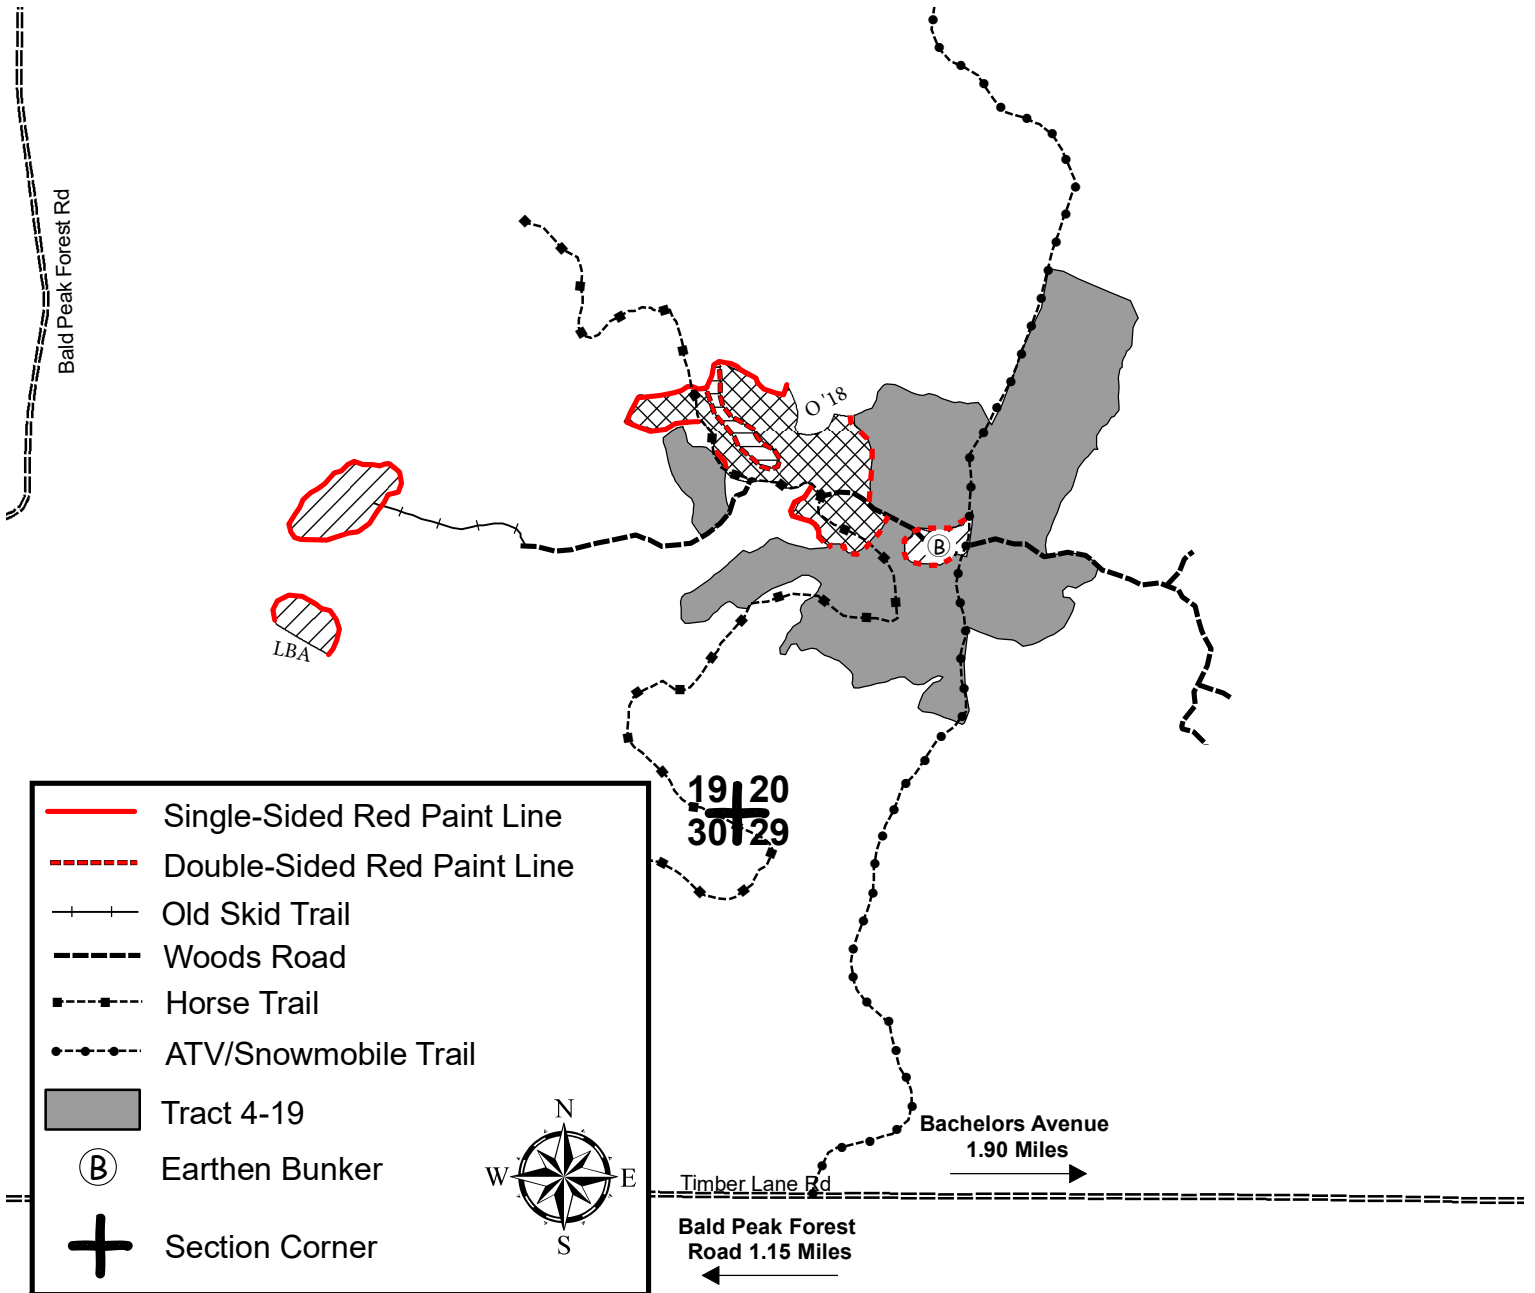 Bald Peak Forest Rd
O '18
B
LBA
19 20
30 29
Single-Sided Red Paint Line
Double-Sided Red Paint Line
Old Skid Trail
Woods Road
Horse Trail
ATV/Snowmobile Trail
Tract 4-19
B Earthen Bunker
Section Corner
N
W E
S
Bachelors Avenue
1.90 Miles
Timber Lane Rd
Bald Peak Forest
Road 1.15 Miles